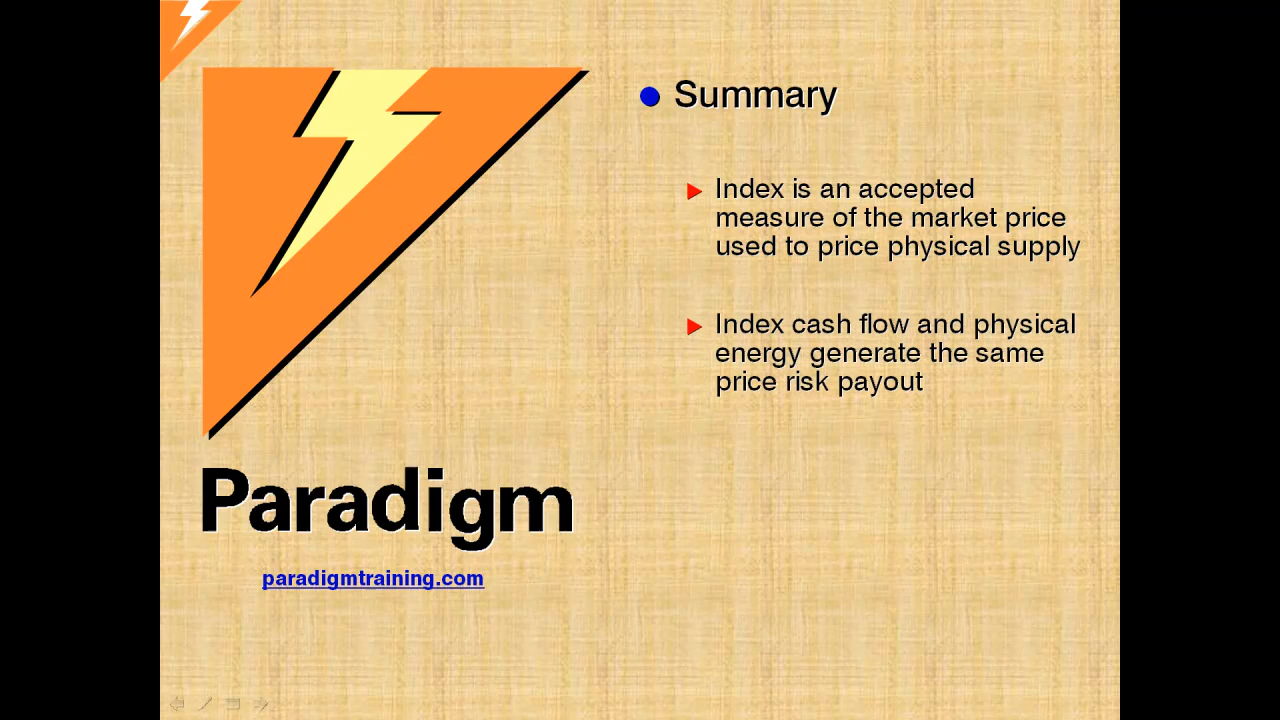 Summary
Index is an accepted
measure of the market price
used to price physical supply
Index cash flow and physical
energy generate the same
price risk payout
Paradigm
paradigmtraining.com